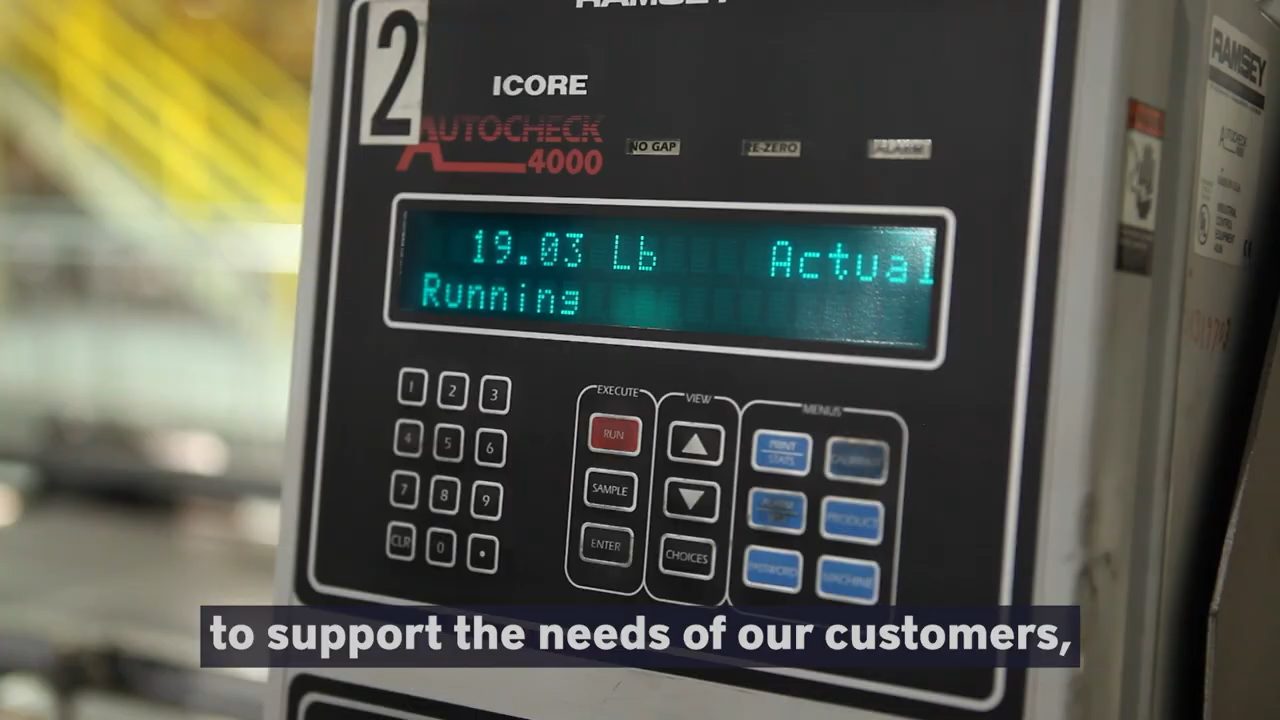 RAMSEY
2
ICORE
AUTOCHECK
4000
NO GAP
RE-ZERO
ALARM
19.03 Lb Actual
Running
1 2 3
4 5 6
7 8 9
CLR 0 .
EXECUTE
RUN
SAMPLE
ENTER
VIEW
CHOICES
MENUS
PRINT
STATS
PRODUCT
PASSWORD
MACHINE
RAMSEY
AUTOCHECK
to support the needs of our customers,